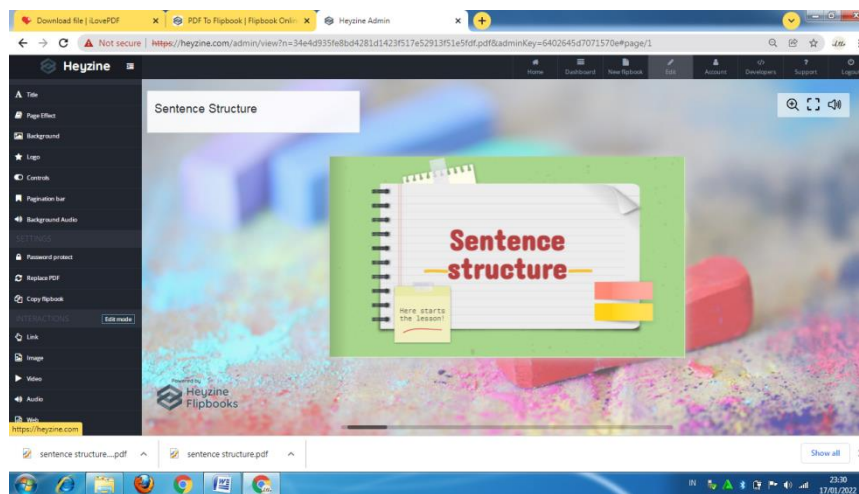 Download file | iLovePDF
PDF To Flipbook | Flipbook Onlin
Heyzine Admin
Not secure | https://heyzine.com/admin/view?n=34e4d935fe8bd4281d1423f517e52913f51e5fdf.pdf&adminKey=6402645d7071570e#page/1
Heyzine
Home Dashboard New flipbook Edit Account Developers Support Logout
Title
Page Effect
Background
Logo
Controls
Pagination bar
Background Audio
SETTINGS
Password protect
Replace PDF
Copy flipbook
INTERACTIONS Edit mode
Link
Image
Video
Audio
Web
https://heyzine.com
Sentence Structure
Sentence
structure
Here starts
the lesson!
Powered by
Heyzine
Flipbooks
sentence structure....pdf
sentence structure.pdf
Show all
IN
23:30
17/01/2022